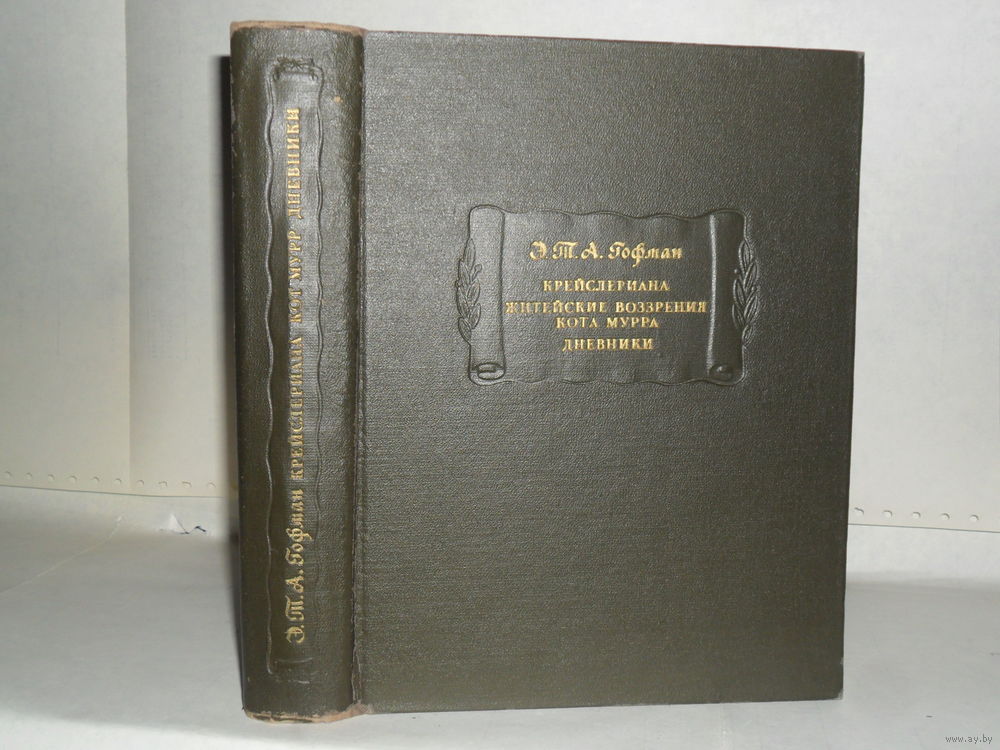 Э.Т.А. Гофман КРЕЙСЛЕРИАНА КОТ МУРР ДНЕВНИКИ
Э.Т.А. Гофман
КРЕЙСЛЕРИАНА
ЖИТЕЙСКИЕ ВОЗЗРЕНИЯ
КОТА МУРРА
ДНЕВНИКИ
www.ay.by